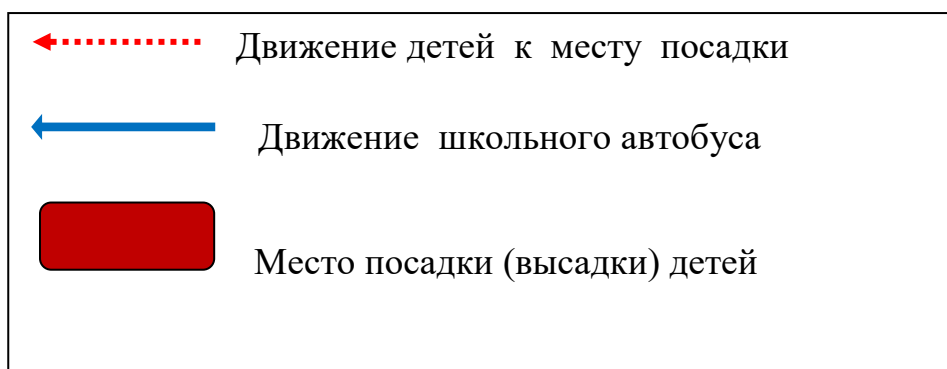 Движение детей к месту посадки
Движение школьного автобуса
Место посадки (высадки) детей